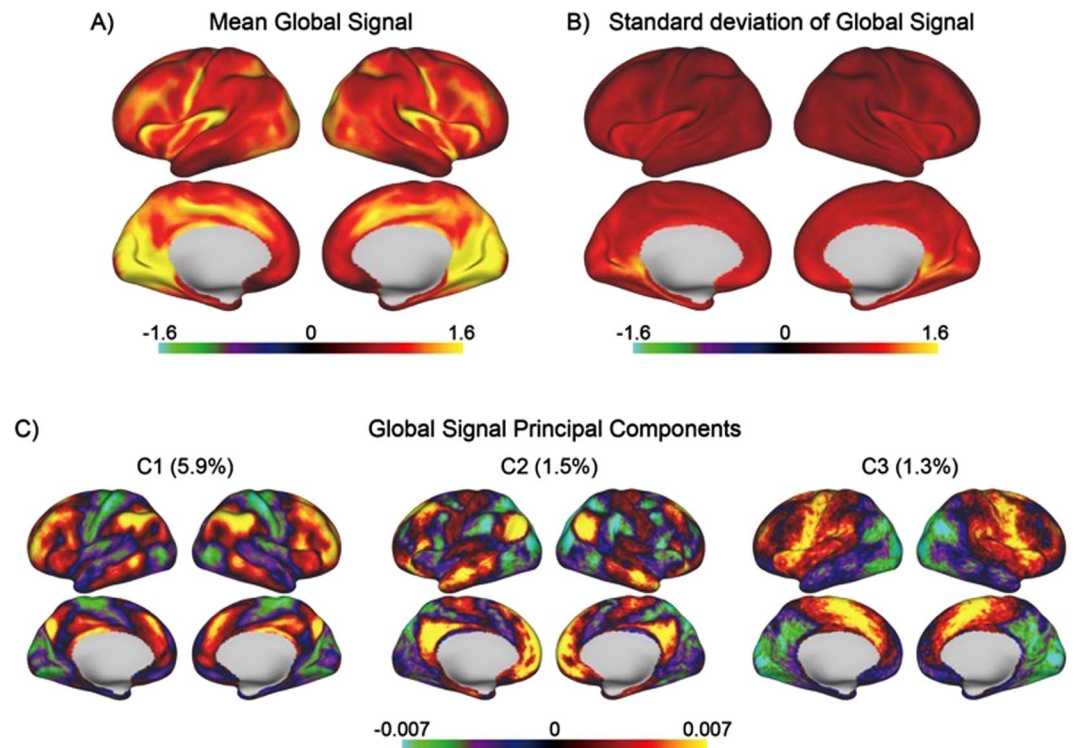 A) Mean Global Signal
B) Standard deviation of Global Signal
-1.6 0 1.6
-1.6 0 1.6
C) Global Signal Principal Components
C1 (5.9%)
C2 (1.5%)
C3 (1.3%)
-0.007 0 0.007